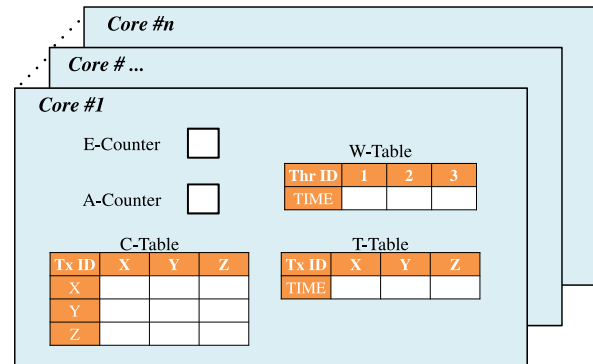 Core #n
Core # ...
Core #1
E-Counter
A-Counter
W-Table
Thr ID 1 2 3
TIME
C-Table
Tx ID X Y Z
X
Y
Z
T-Table
Tx ID X Y Z
TIME